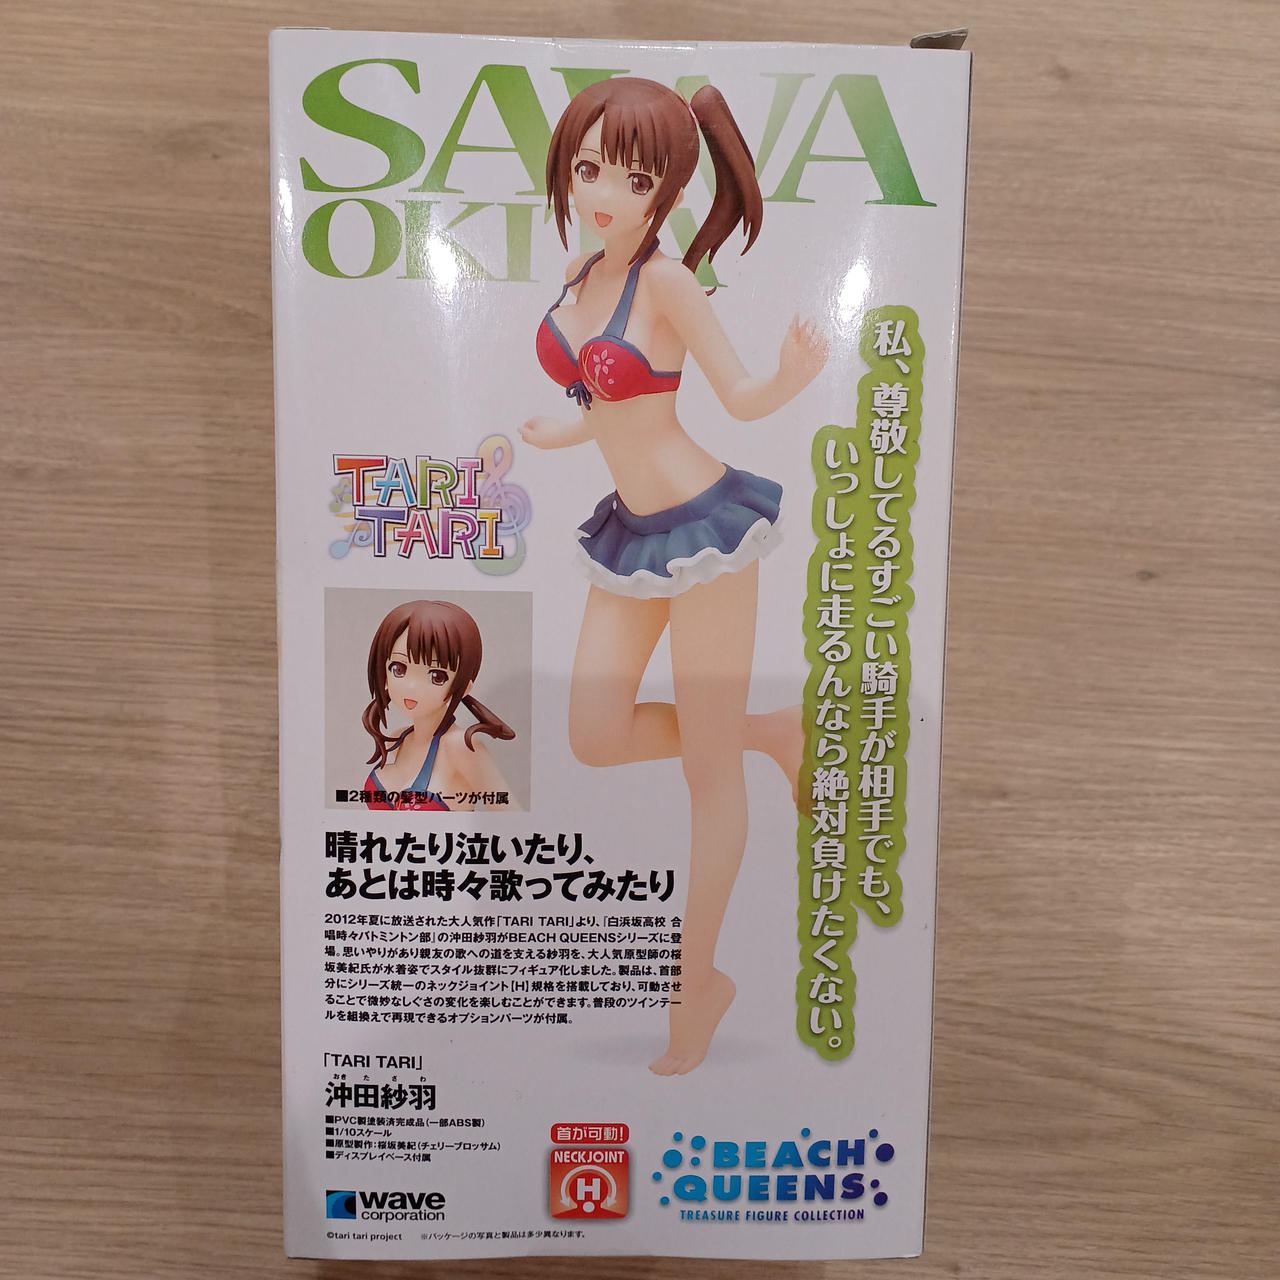 SAWA
OKITA
私、尊敬してるすごい騎手が相手でも、
いっしょに走るんなら絶対負けたくない。
TARI
TARI
■2種類の髪型パーツが付属
晴れたり泣いたり、
あとは時々歌ってみたり
2012年夏に放送された大人気作「TARI TARI」より、『白浜坂高校 合
唱時々バトミントン部』の沖田紗羽がBEACH QUEENSシリーズに登
場。思いやりがあり親友の歌への道を支える紗羽を、大人気原型師の桜
坂美紀氏が水着姿でスタイル抜群にフィギュア化しました。製品は、首部
分にシリーズ統一のネックジョイント【H】規格を搭載しており、可動させ
ることで微妙なしぐさの変化を楽しむことができます。普段のツインテー
ルを組換えで再現できるオプションパーツが付属。
「TARI TARI」
おき た さ わ
沖田紗羽
■PVC製塗装済完成品(一部ABS製)
■1/10スケール
■原型製作:桜坂美紀(チェリーブロッサム)
■ディスプレイベース付属
wave
corporation
首が可動!
NECKJOINT
H
BEACH
QUEENS
TREASURE FIGURE COLLECTION
©tari tari project ※パッケージの写真と製品は多少異なります。